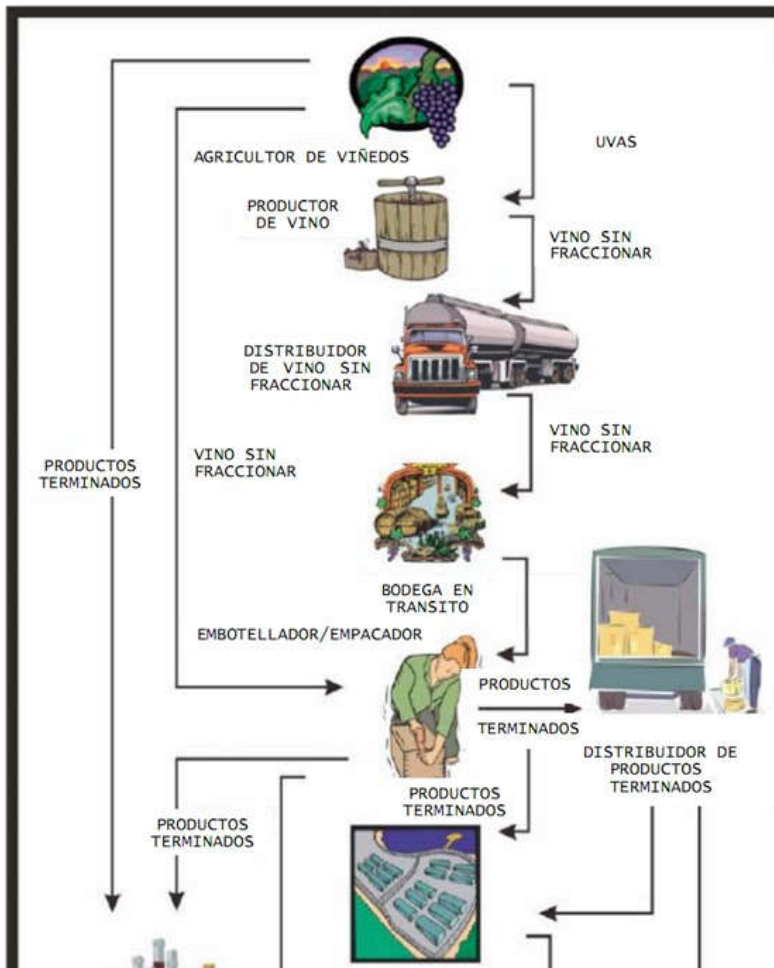 AGRICULTOR DE VIÑEDOS
UVAS
PRODUCTOR
DE VINO
VINO SIN
FRACCIONAR
DISTRIBUIDOR
DE VINO SIN
FRACCIONAR
VINO SIN
FRACCIONAR
PRODUCTOS
TERMINADOS
VINO SIN
FRACCIONAR
BODEGA EN
TRANSITO
EMBOTELLADOR/EMPACADOR
PRODUCTOS
TERMINADOS
DISTRIBUIDOR DE
PRODUCTOS
TERMINADOS
PRODUCTOS
TERMINADOS
PRODUCTOS
TERMINADOS